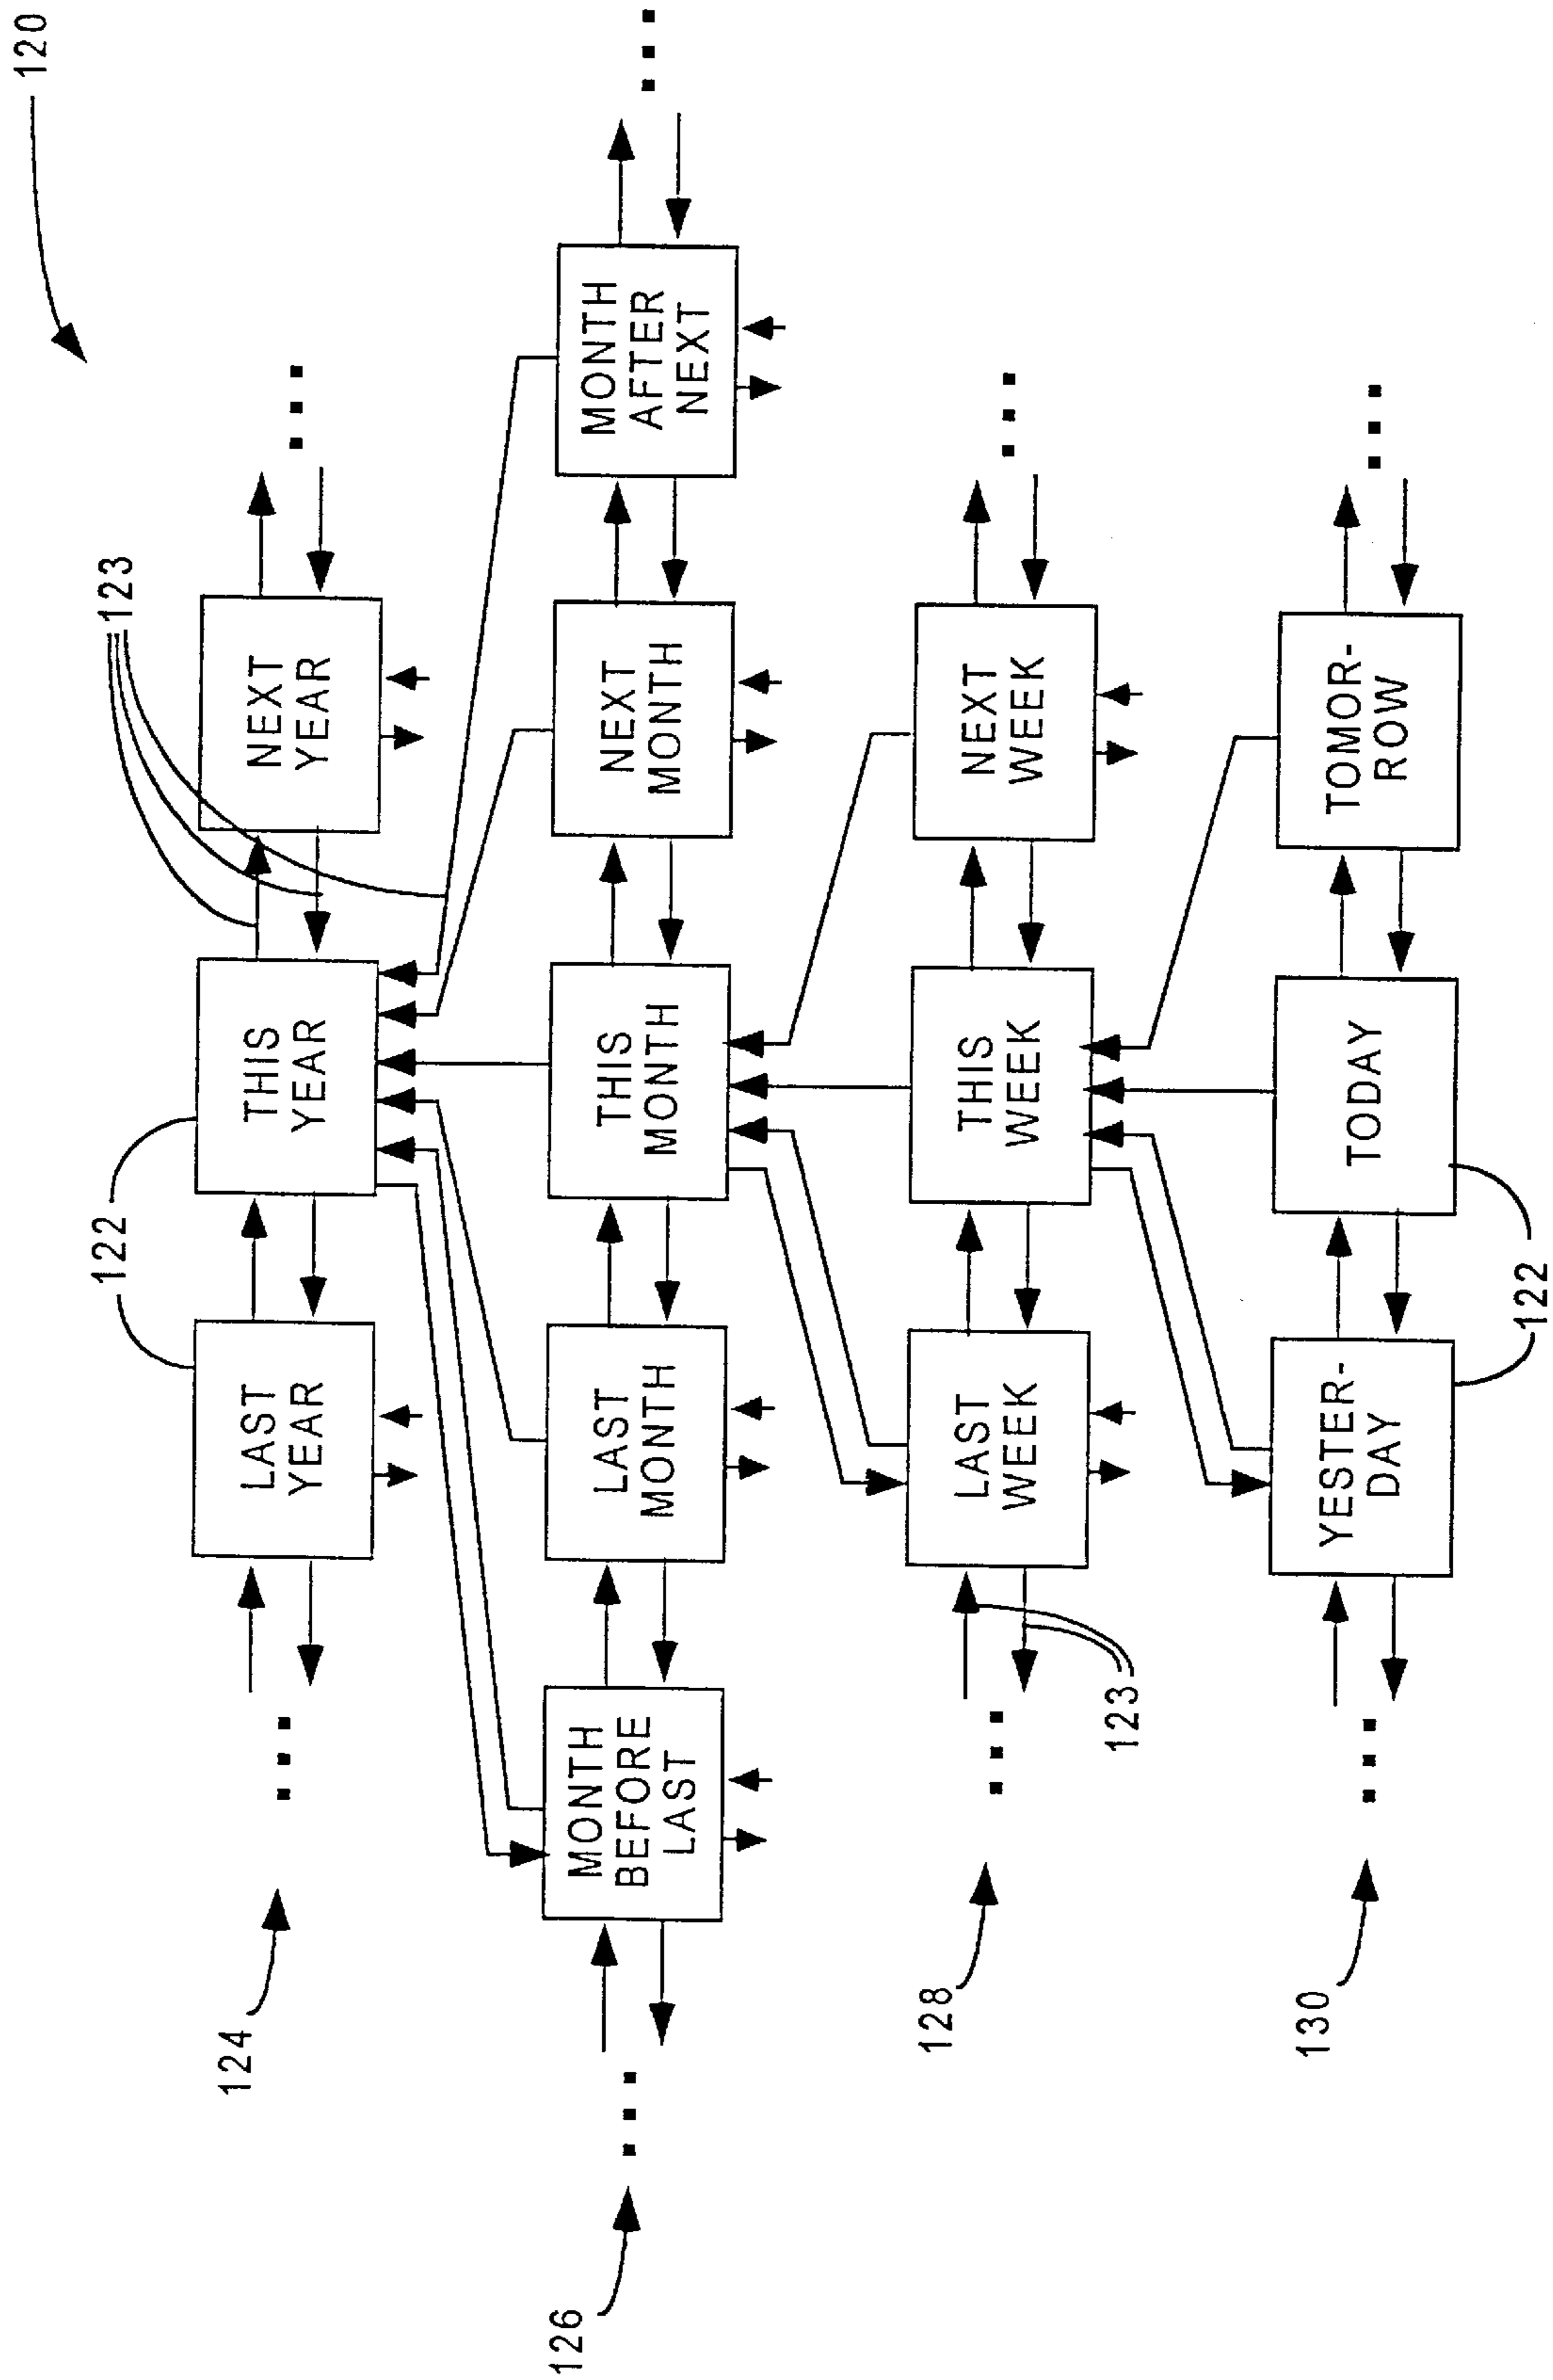 120
123
122
LAST
YEAR
THIS
YEAR
NEXT
YEAR
124
MONTH
BEFORE
LAST
LAST
MONTH
THIS
MONTH
NEXT
MONTH
MONTH
AFTER
NEXT
126
LAST
WEEK
THIS
WEEK
NEXT
WEEK
123
128
YESTER-
DAY
TODAY
TOMOR-
ROW
130
122